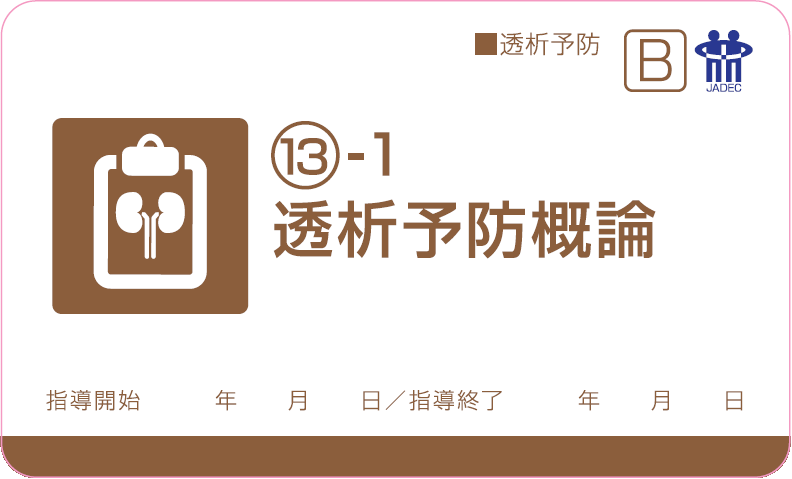 ■透析予防
B
JADEC
⑬-1
透析予防概論
指導開始 年 月 日／指導終了 年 月 日